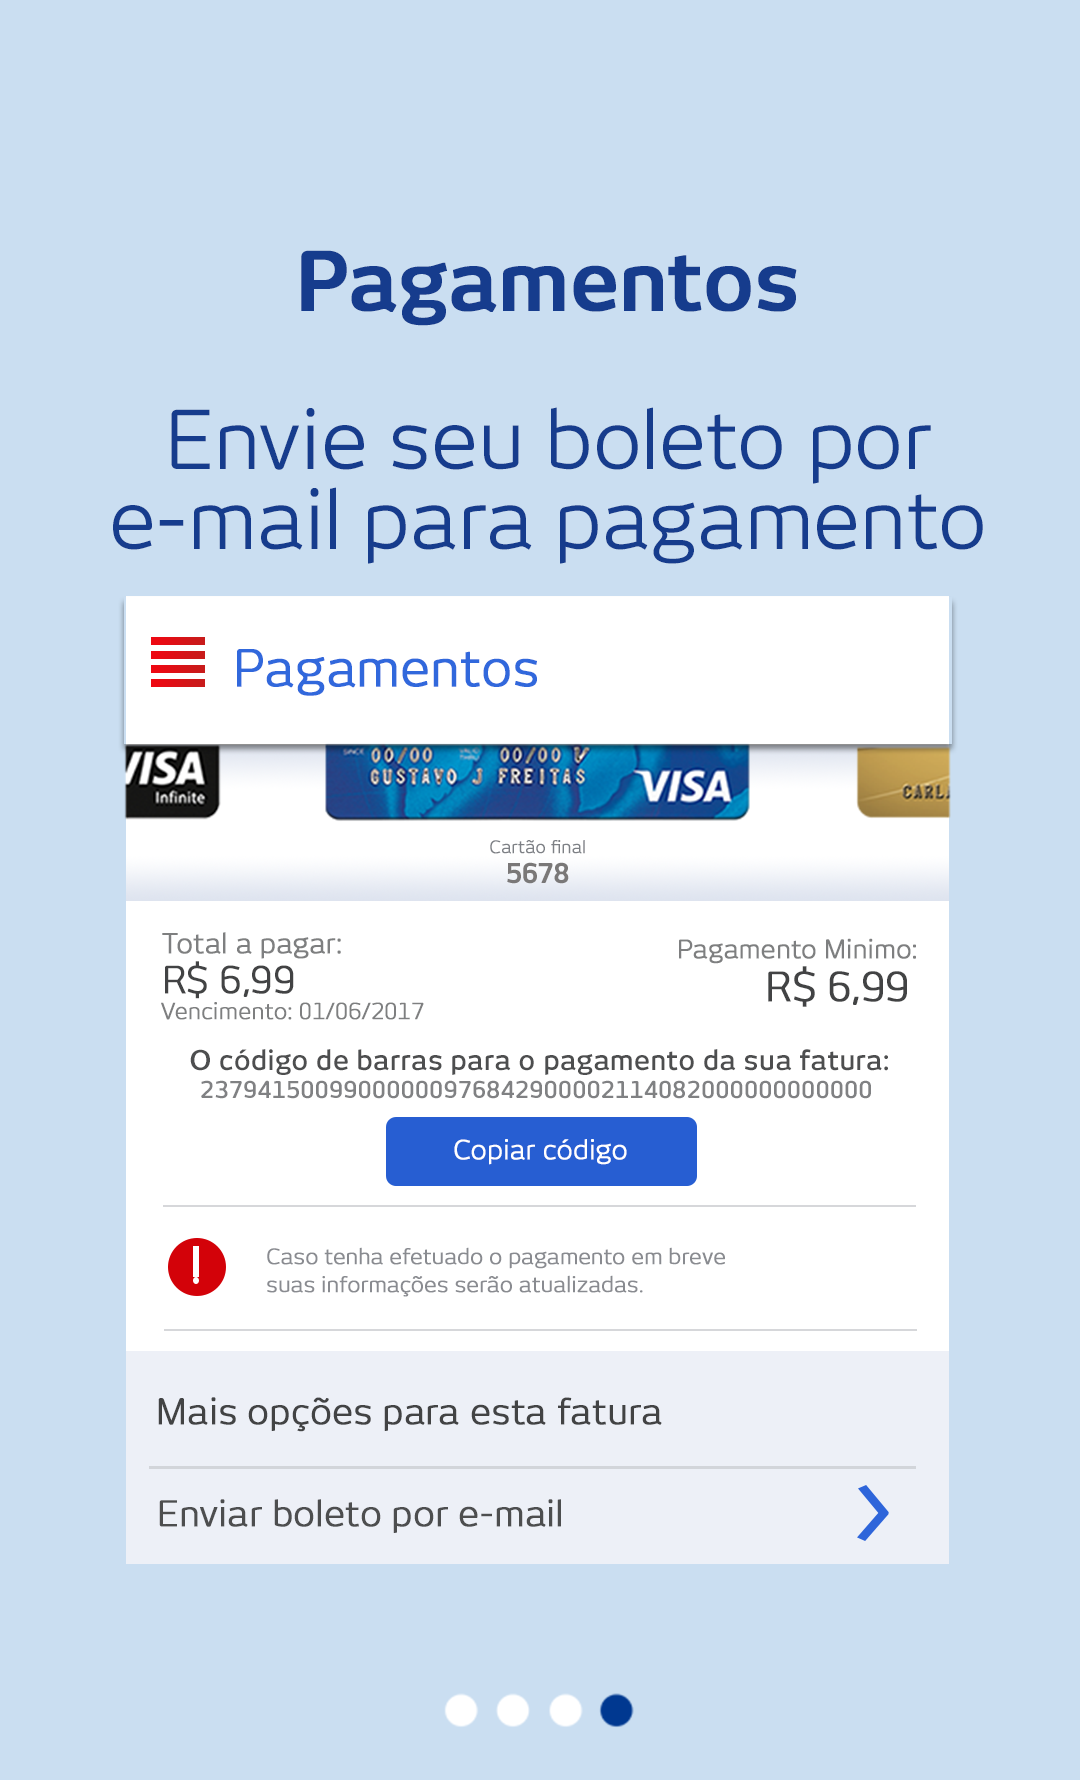 Pagamentos
Envie seu boleto por
e-mail para pagamento
Pagamentos
VISA
Infinite
SINCE 00/00 VALID THRU 00/00 V
GUSTAVO J FREITAS
VISA
CARL
Cartão final
5678
Total a pagar:
R$ 6,99
Vencimento: 01/06/2017
Pagamento Minimo:
R$ 6,99
O código de barras para o pagamento da sua fatura:
23794150099000000976842900002114082000000000000
Copiar código
Caso tenha efetuado o pagamento em breve
suas informações serão atualizadas.
Mais opções para esta fatura
Enviar boleto por e-mail